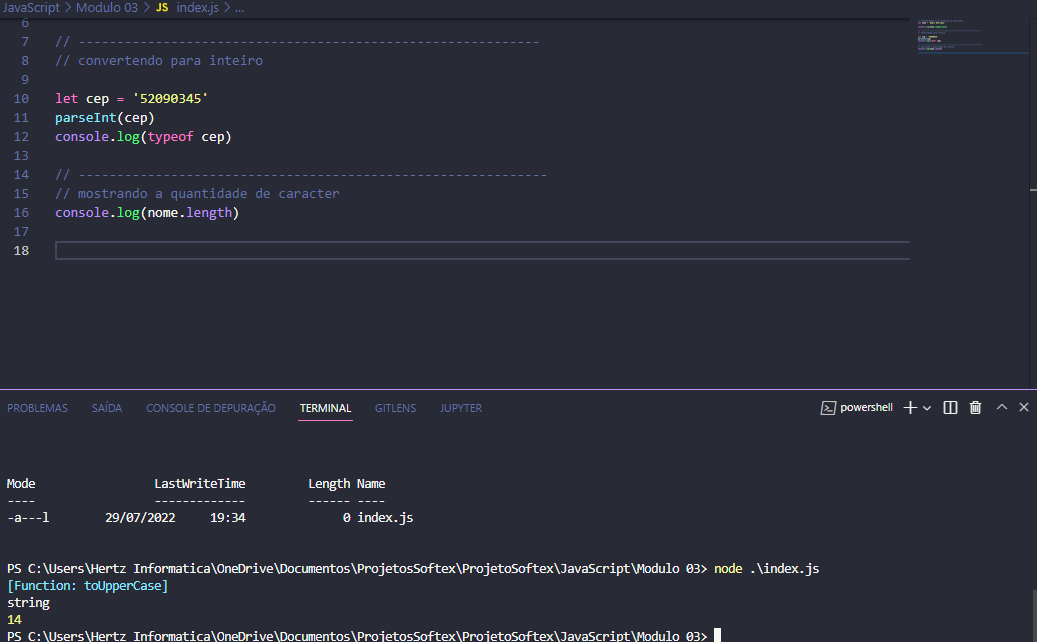 JavaScript > Modulo 03 > JS index.js > ...
6
7 // ------------------------------------------------------------
8 // convertendo para inteiro
9
10 let cep = '52090345'
11 parseInt(cep)
12 console.log(typeof cep)
13
14 // -------------------------------------------------------------
15 // mostrando a quantidade de caracter
16 console.log(nome.length)
17
18
PROBLEMAS SAÍDA CONSOLE DE DEPURAÇÃO TERMINAL GITLENS JUPYTER powershell
Mode LastWriteTime Length Name
---- ------------- ------ ----
-a---l 29/07/2022 19:34 0 index.js
PS C:\Users\Hertz Informatica\OneDrive\Documentos\ProjetosSoftex\ProjetoSoftex\JavaScript\Modulo 03> node .\index.js
[Function: toUpperCase]
string
14
PS C:\Users\Hertz Informatica\OneDrive\Documentos\ProjetosSoftex\ProjetoSoftex\JavaScript\Modulo 03>